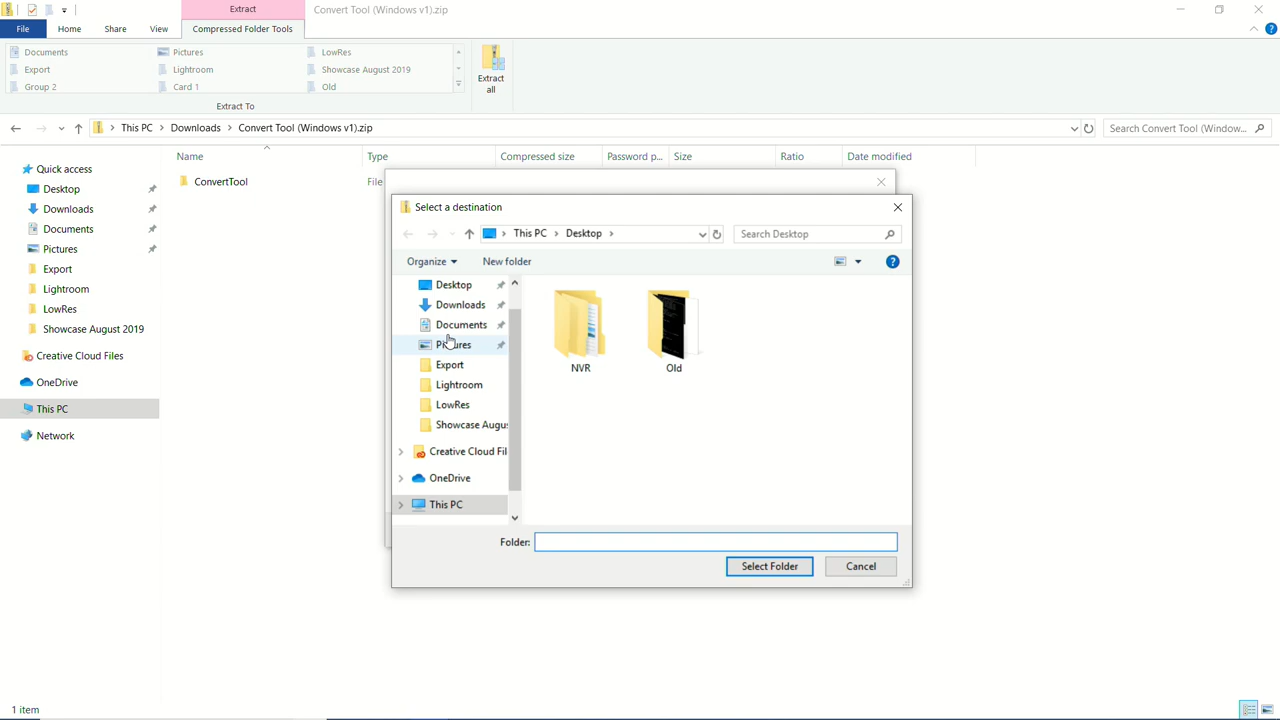 Extract
Convert Tool (Windows v1).zip
File
Home
Share
View
Compressed Folder Tools
Documents
Pictures
LowRes
Export
Lightroom
Showcase August 2019
Group 2
Card 1
Old
Extract
all
Extract To
This PC > Downloads > Convert Tool (Windows v1).zip
Search Convert Tool (Window...
Name
Type
Compressed size
Password p...
Size
Ratio
Date modified
Quick access
Desktop
Downloads
Documents
Pictures
Export
Lightroom
LowRes
Showcase August 2019
Creative Cloud Files
OneDrive
This PC
Network
ConvertTool
File
Select a destination
This PC > Desktop >
Search Desktop
Organize
New folder
Desktop
Downloads
Documents
Pictures
Export
Lightroom
LowRes
Showcase Augu
Creative Cloud Fil
OneDrive
This PC
NVR
Old
Folder:
Select Folder
Cancel
1 item